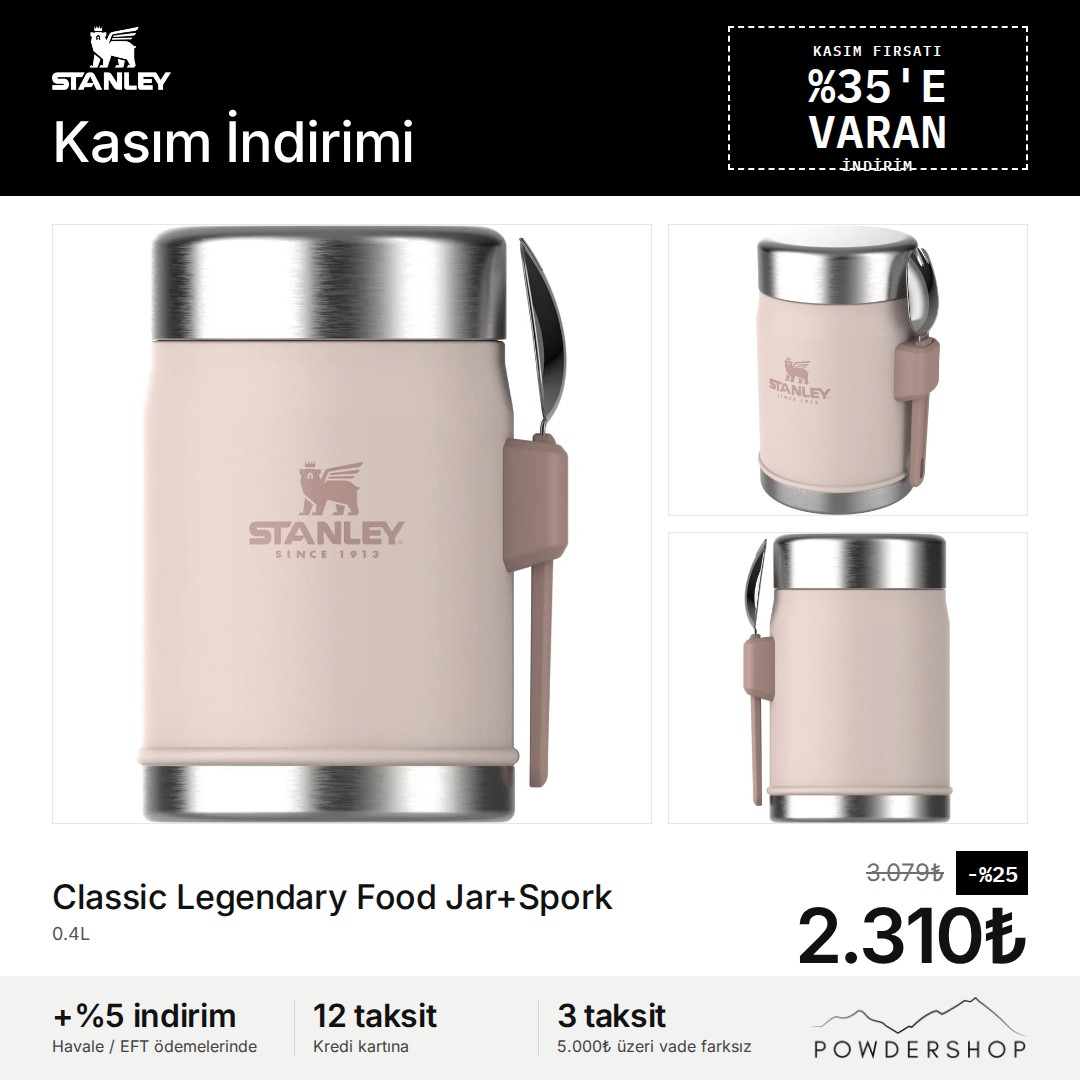 STANLEY
Kasım İndirimi
KASIM FIRSATI
%35'E
VARAN
İNDİRİM
STANLEY
SINCE 1913
STANLEY
SINCE 1913
Classic Legendary Food Jar+Spork
0.4L
3.079₺
-%25
2.310₺
+%5 indirim
Havale / EFT ödemelerinde
12 taksit
Kredi kartına
3 taksit
5.000₺ üzeri vade farksız
POWDERSHOP